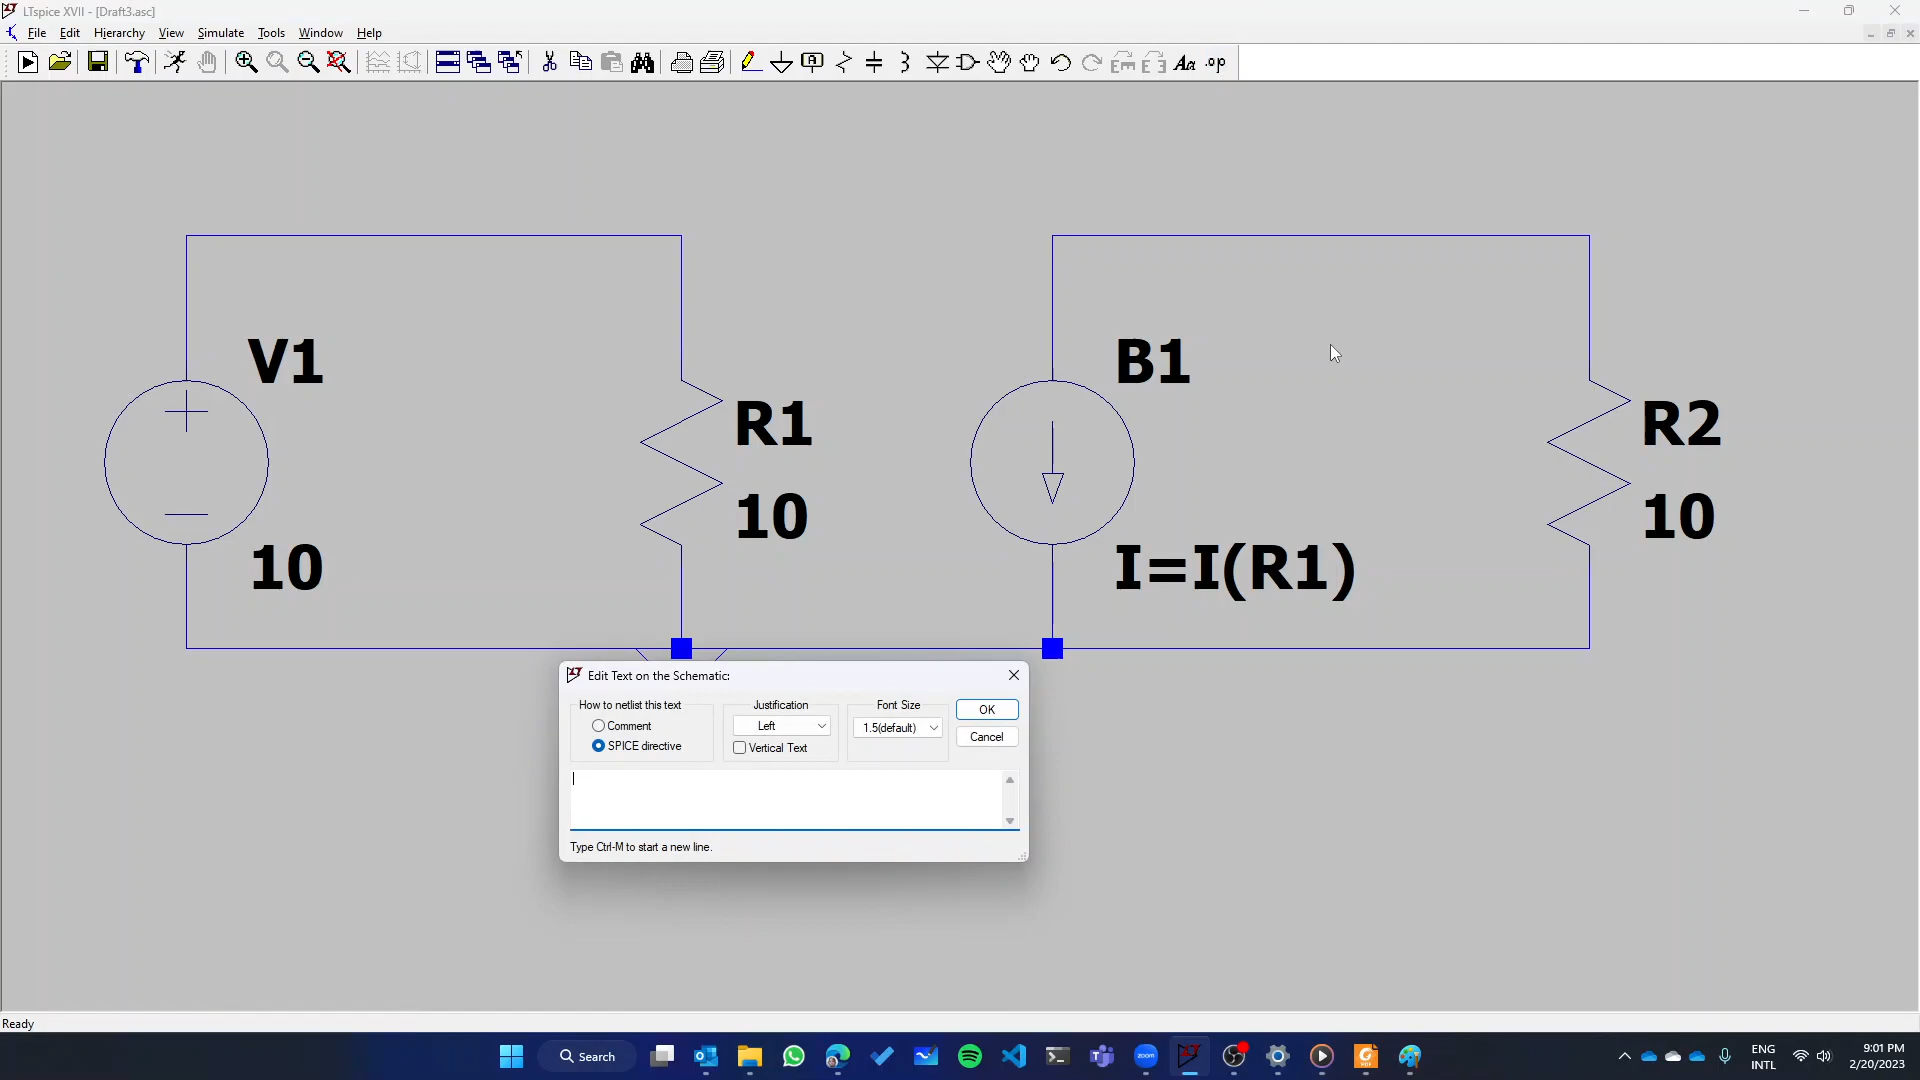 LTspice XVII - [Draft3.asc]
File Edit Hierarchy View Simulate Tools Window Help
Aa .op
V1
10
R1
10
B1
I=I(R1)
R2
10
Edit Text on the Schematic:
How to netlist this text
Comment
SPICE directive
Justification
Left
Vertical Text
Font Size
1.5(default)
OK
Cancel
Type Ctrl-M to start a new line.
Ready
Search
zoom
ENG
INTL
9:01 PM
2/20/2023